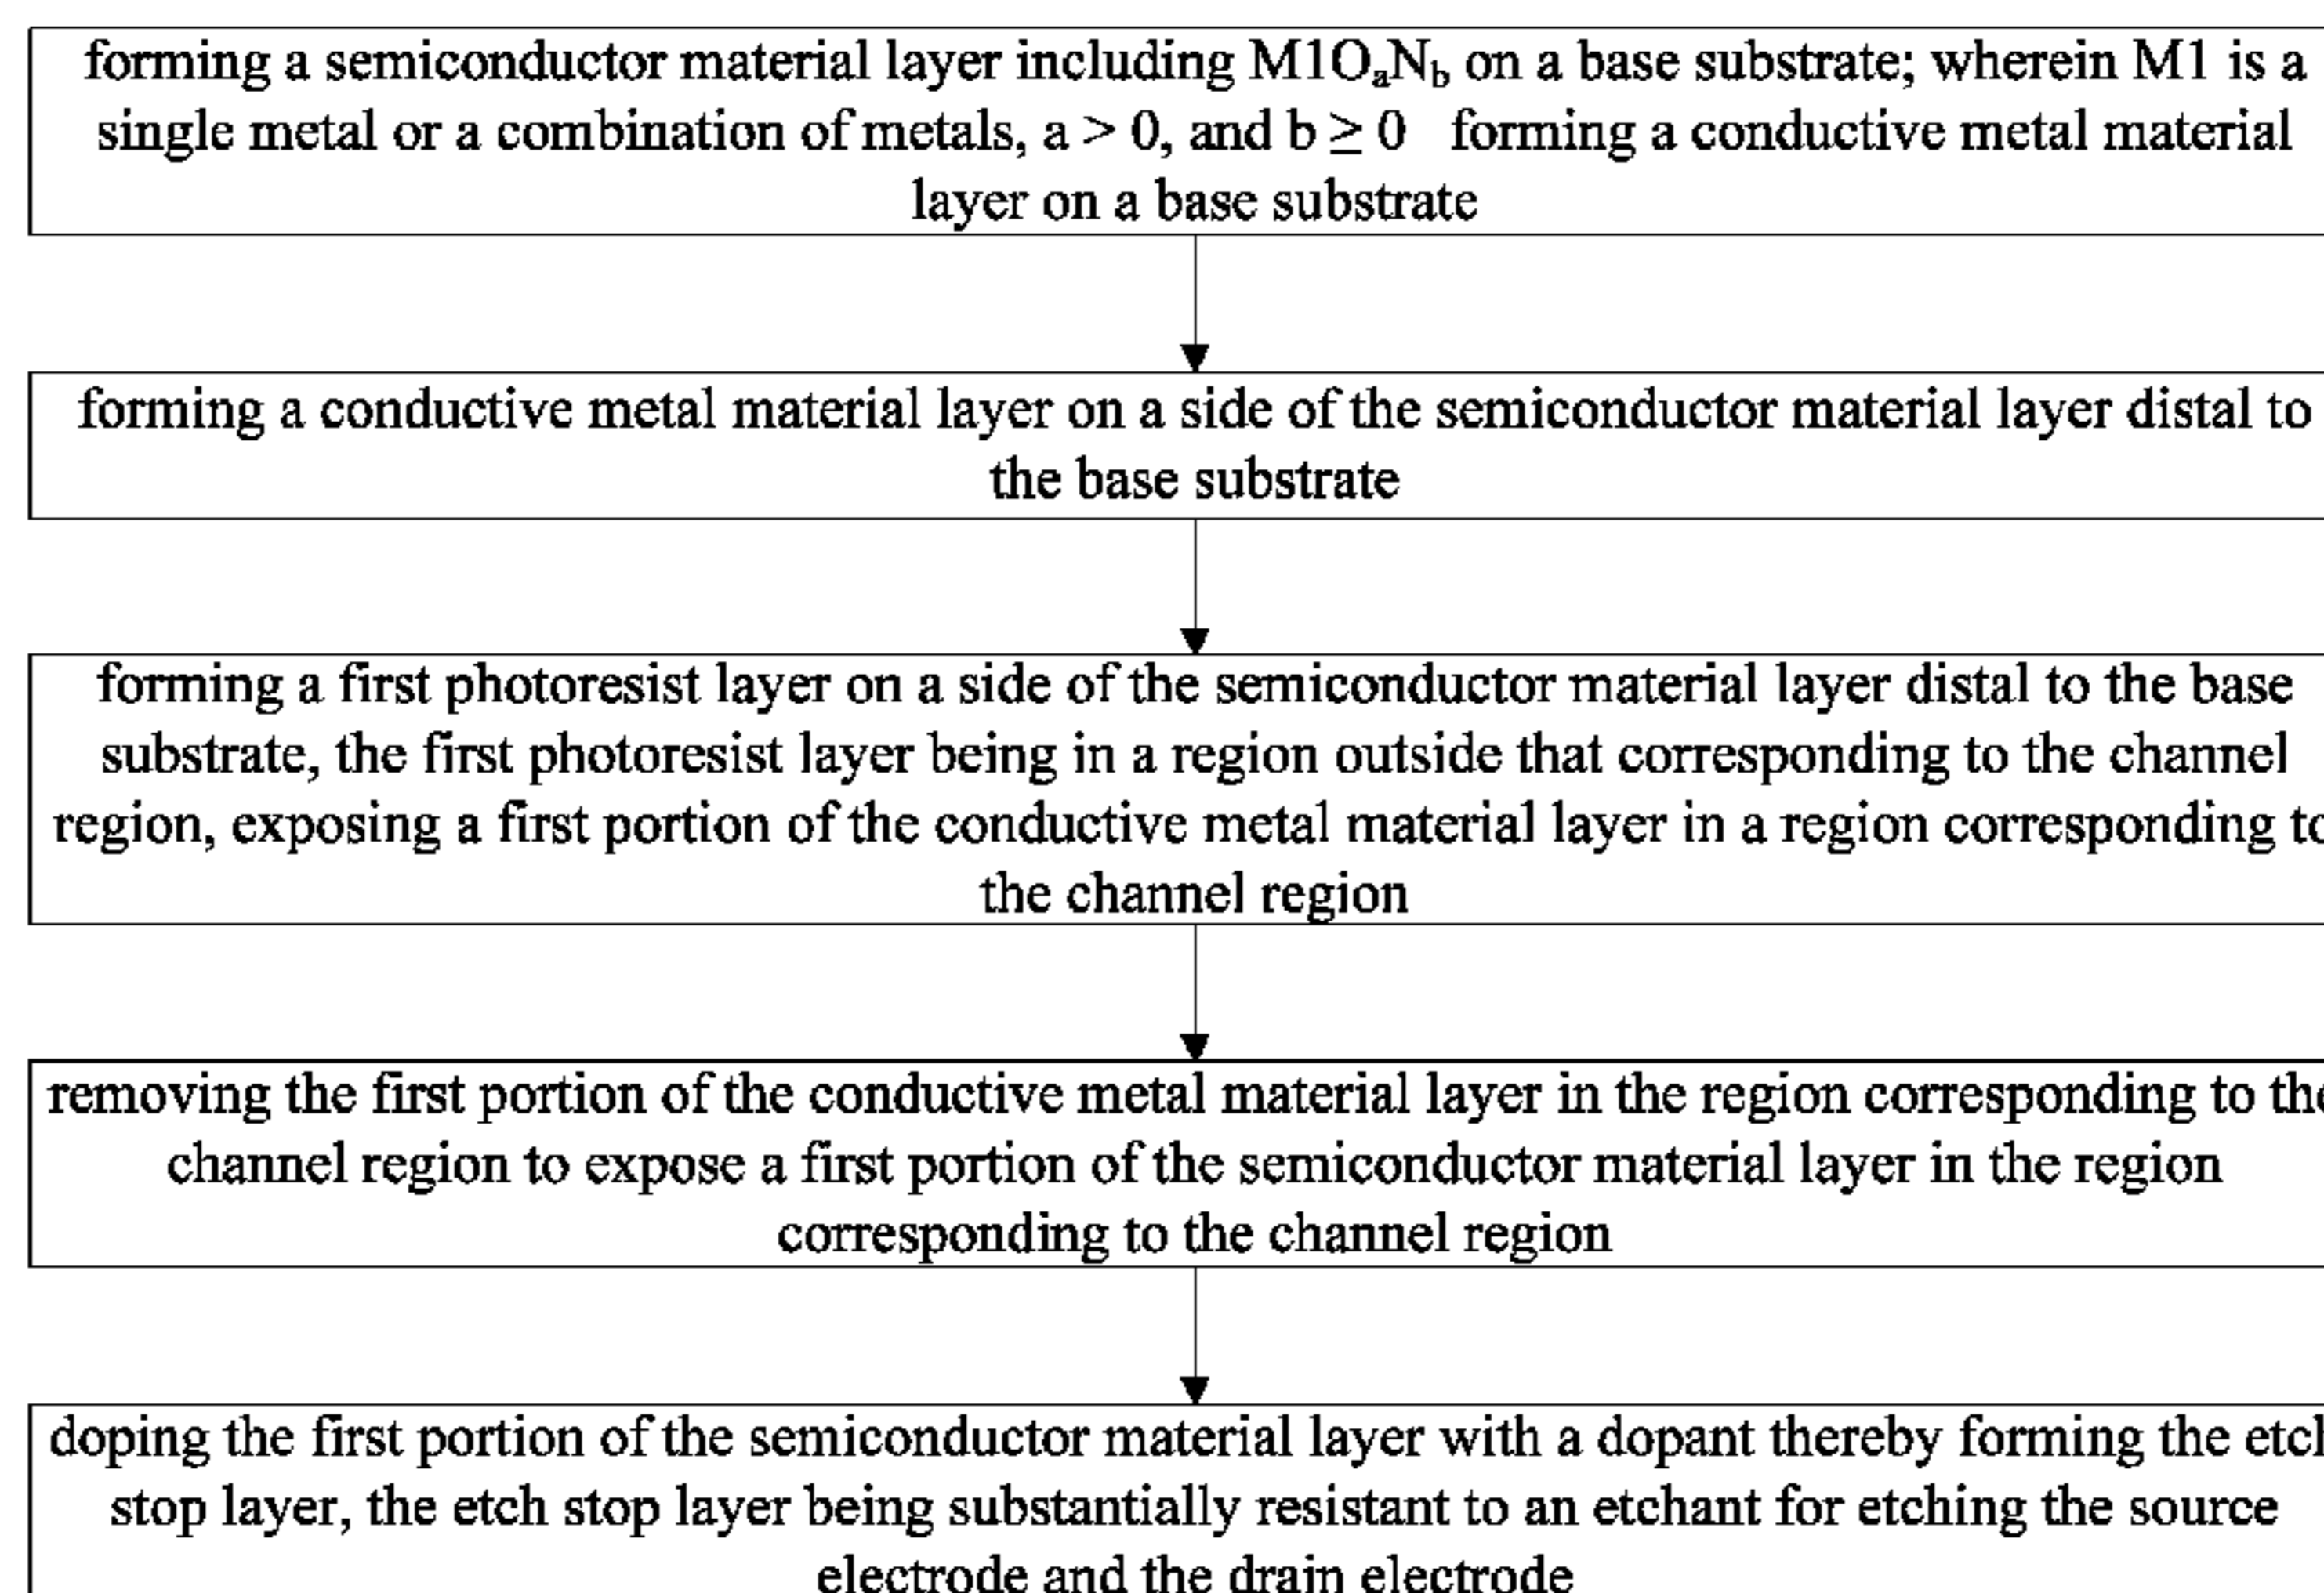 forming a semiconductor material layer including M1OaNb on a base substrate; wherein M1 is a
single metal or a combination of metals, a > 0, and b ≥ 0 forming a conductive metal material
layer on a base substrate
forming a conductive metal material layer on a side of the semiconductor material layer distal to
the base substrate
forming a first photoresist layer on a side of the semiconductor material layer distal to the base
substrate, the first photoresist layer being in a region outside that corresponding to the channel
region, exposing a first portion of the conductive metal material layer in a region corresponding to
the channel region
removing the first portion of the conductive metal material layer in the region corresponding to the
channel region to expose a first portion of the semiconductor material layer in the region
corresponding to the channel region
doping the first portion of the semiconductor material layer with a dopant thereby forming the etch
stop layer, the etch stop layer being substantially resistant to an etchant for etching the source
electrode and the drain electrode